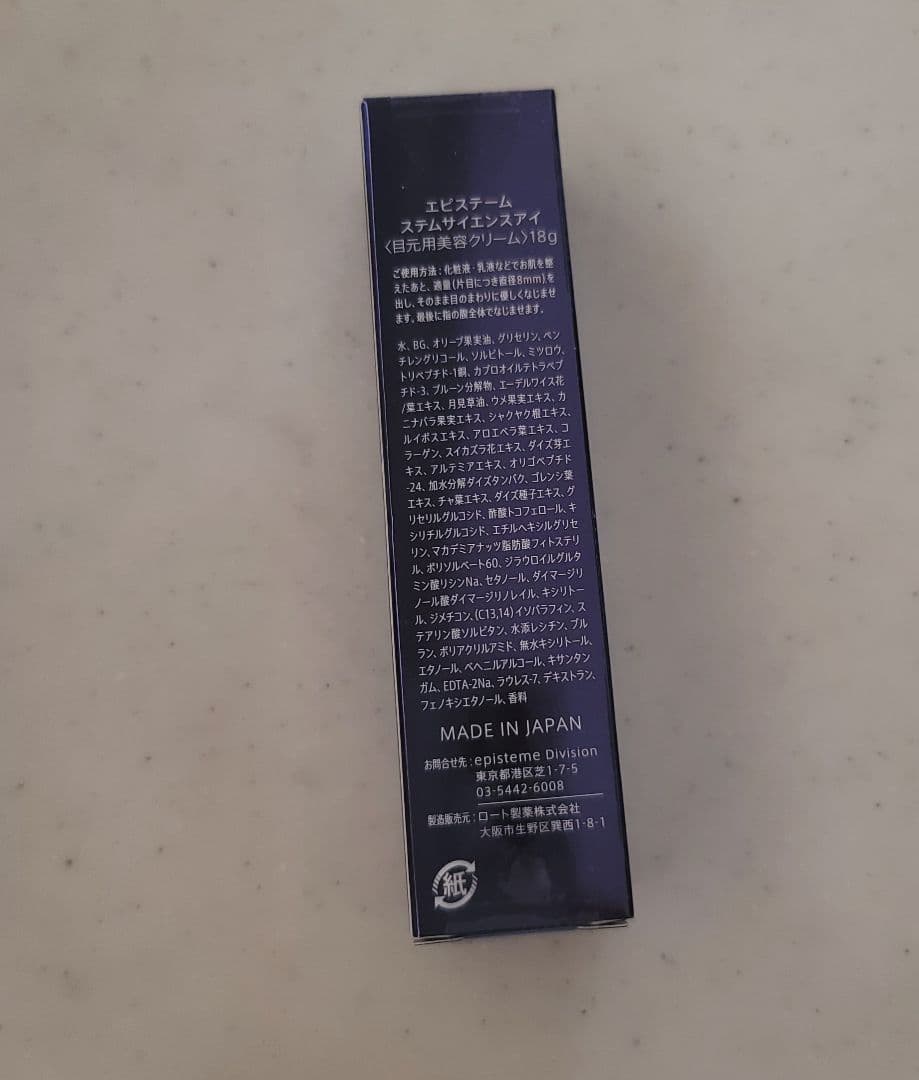 エピステーム
ステムサイエンスアイ
〈目元用美容クリーム〉18g
ご使用方法：化粧液・乳液などでお肌を整
えたあと、適量(片目につき直径8mm)を
出し、そのまま目のまわりに優しくなじませ
ます。最後に指の腹全体でなじませます。
水、BG、オリーブ果実油、グリセリン、ペン
チレングリコール、ソルビトール、ミツロウ、
トリペプチド-1銅、カプロオイルテトラペプ
チド-3、プルーン分解物、エーデルワイス花
/葉エキス、月見草油、ウメ果実エキス、カ
ニナバラ果実エキス、シャクヤク根エキス、
ルイボスエキス、アロエベラ葉エキス、コ
ラーゲン、スイカズラ花エキス、ダイズ芽エ
キス、アルテミアエキス、オリゴペプチド
-24、加水分解ダイズタンパク、ゴレンシ葉
エキス、チャ葉エキス、ダイズ種子エキス、グ
リセリルグルコシド、酢酸トコフェロール、キ
シリチルグルコシド、エチルヘキシルグリセ
リン、マカデミアナッツ脂肪酸フィトステリ
ル、ポリソルベート60、ジラウロイルグルタ
ミン酸リシンNa、セタノール、ダイマージリ
ノール酸ダイマージリノレイル、キシリトー
ル、ジメチコン、(C13,14)イソパラフィン、ス
テアリン酸ソルビタン、水添レシチン、プル
ラン、ポリアクリルアミド、無水キシリトール、
エタノール、ベヘニルアルコール、キサンタン
ガム、EDTA-2Na、ラウレス-7、デキストラン、
フェノキシエタノール、香料
MADE IN JAPAN
お問合せ先：episteme Division
東京都港区芝1-7-5
03-5442-6008
製造販売元：ロート製薬株式会社
大阪市生野区巽西1-8-1
紙